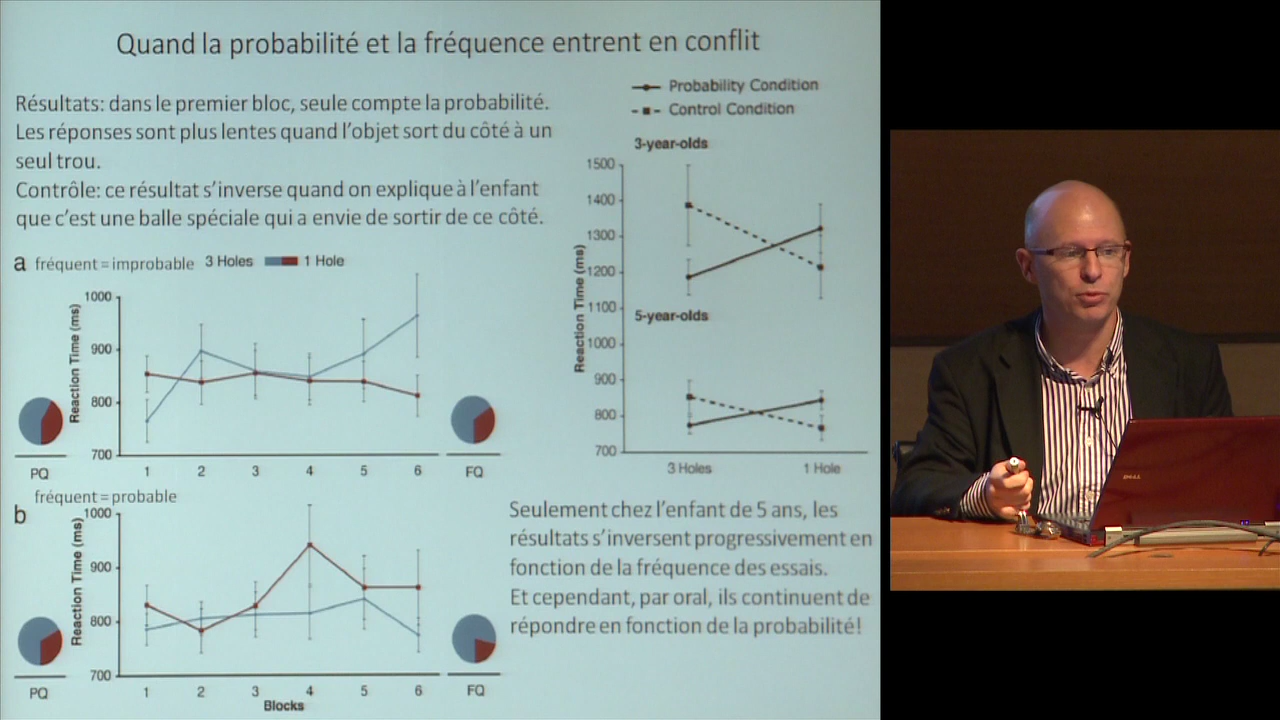 Quand la probabilité et la fréquence entrent en conflit
Résultats: dans le premier bloc, seule compte la probabilité.
Les réponses sont plus lentes quand l'objet sort du côté à un
seul trou.
Contrôle: ce résultat s'inverse quand on explique à l'enfant
que c'est une balle spéciale qui a envie de sortir de ce côté.
Probability Condition
Control Condition
3-year-olds
1500
1400
1300
1200
1100
5-year-olds
1000
900
800
700
Reaction Time (ms)
3 Holes
1 Hole
a fréquent = improbable 3 Holes 1 Hole
1000
900
800
700
Reaction Time (ms)
1 2 3 4 5 6
PQ
FQ
fréquent = probable
b
1000
900
800
700
Reaction Time (ms)
1 2 3 4 5 6
Blocks
PQ
FQ
Seulement chez l'enfant de 5 ans, les
résultats s'inversent progressivement en
fonction de la fréquence des essais.
Et cependant, par oral, ils continuent de
répondre en fonction de la probabilité!
DELL